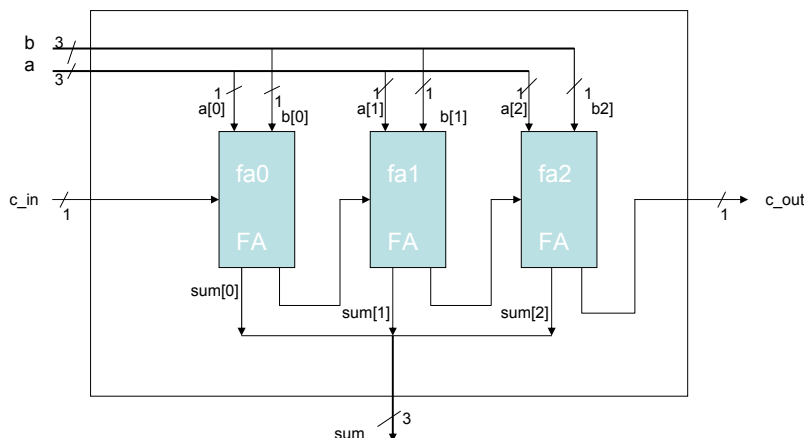 b
3
a
3
1
a[0]
1
b[0]
1
a[1]
1
b[1]
1
a[2]
1
b2]
fa0
fa1
fa2
c_in
1
1
c_out
FA
FA
FA
sum[0]
sum[1]
sum[2]
3
sum